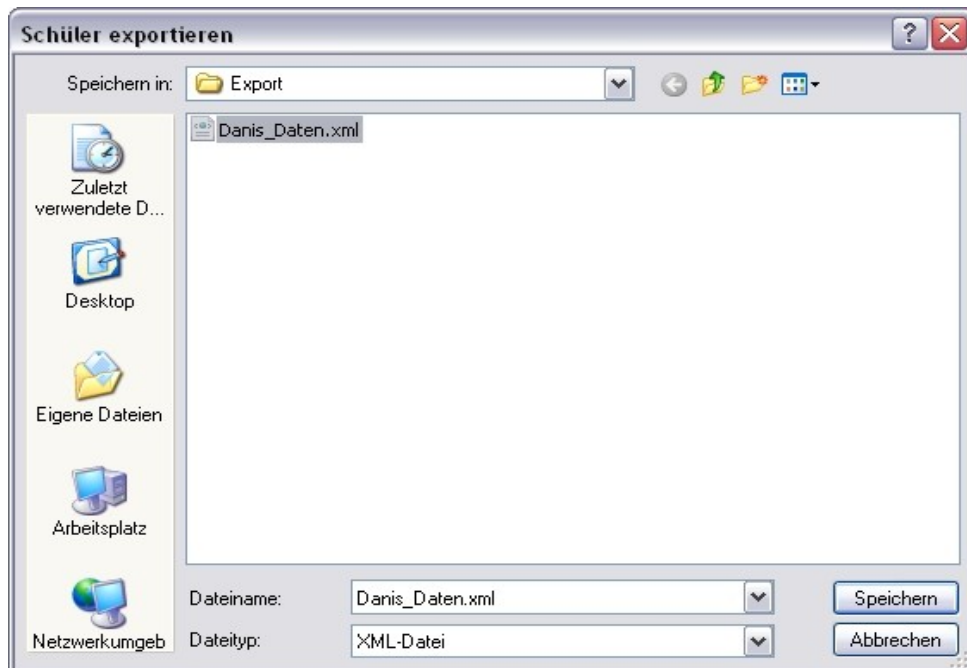 Schüler exportieren
Speichern in:
Export
Danis_Daten.xml
Zuletzt
verwendete D...
Desktop
Eigene Dateien
Arbeitsplatz
Netzwerkumgeb
Dateiname:
Danis_Daten.xml
Speichern
Dateityp:
XML-Datei
Abbrechen